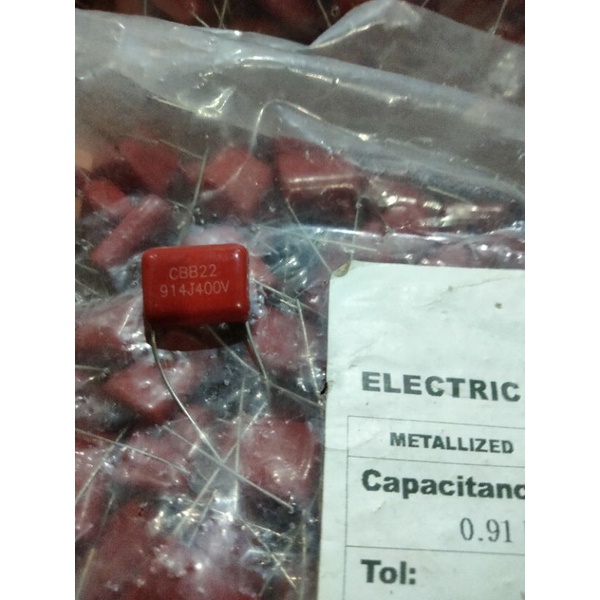 CBB22
914J400V
ELECTRIC
METALLIZED
Capacitanc
0.91
Tol: